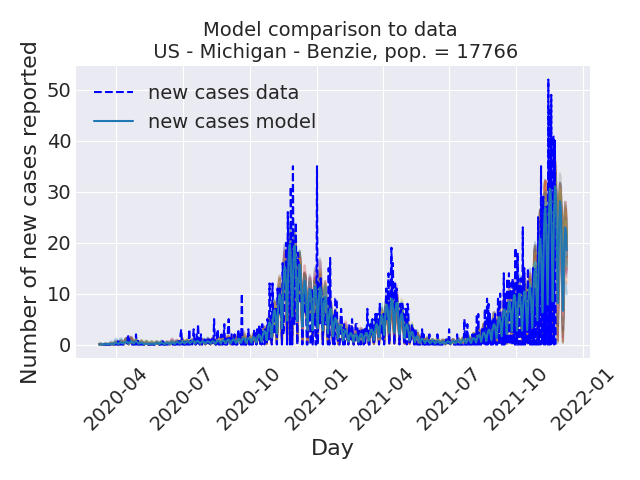 Model comparison to data
US - Michigan - Benzie, pop. = 17766
Number of new cases reported
50
40
30
20
10
0
new cases data
new cases model
2020-04
2020-07
2020-10
2021-01
2021-04
2021-07
2021-10
2022-01
Day